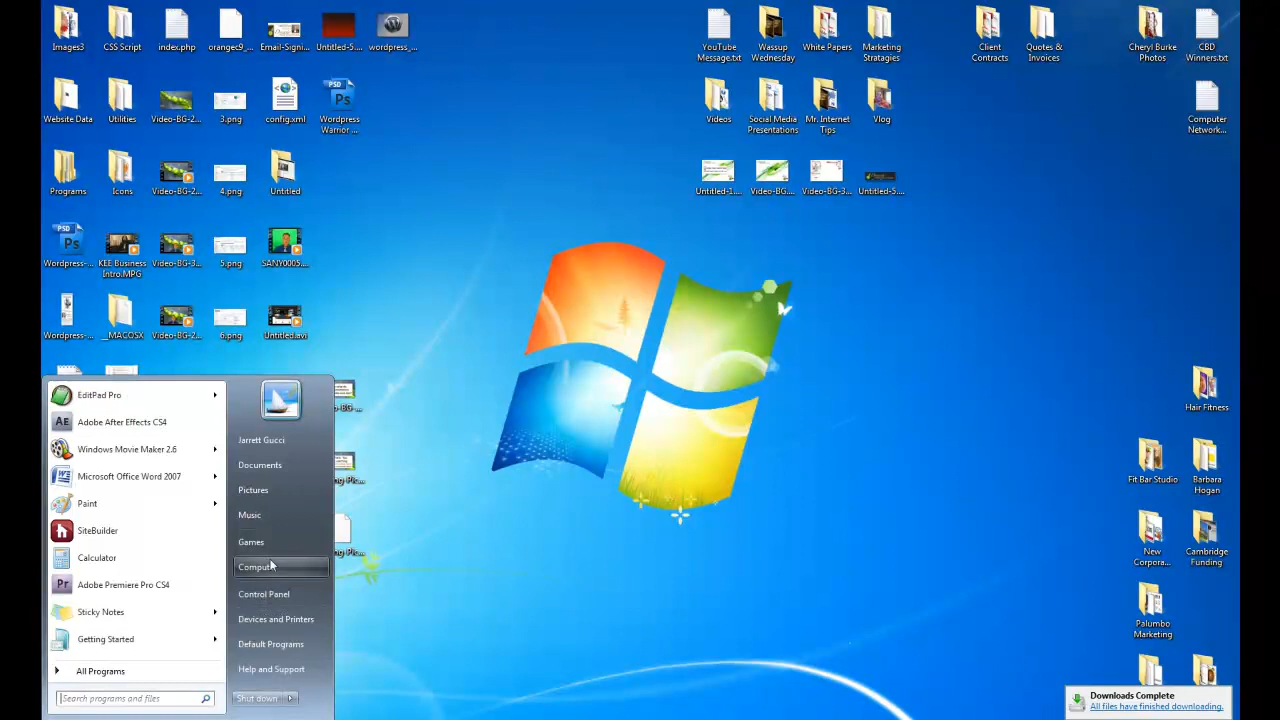 Images3
CSS Script
index.php
orangec9_...
Email-Signi...
Untitled-5....
wordpress_...
YouTube
Message.txt
Wassup
Wednesday
White Papers
Marketing
Stratagies
Client
Contracts
Quotes &
Invoices
Cheryl Burke
Photos
CBD
Winners.txt
Website Data
Utilities
Video-BG-2...
3.png
config.xml
PSD
Wordpress
Warrior ...
Videos
Social Media
Presentations
Mr. Internet
Tips
Vlog
Computer
Network...
Programs
Icons
Video-BG-2...
4.png
Untitled
Untitled-1....
Video-BG....
Video-BG-3...
Untitled-5....
PSD
Wordpress-...
KEE Business
Intro.MPG
Video-BG-3...
5.png
SANY0005....
Wordpress-...
__MACOSX
Video-BG-2...
6.png
Untitled.avi
EditPad Pro
Adobe After Effects CS4
Windows Movie Maker 2.6
Microsoft Office Word 2007
Paint
SiteBuilder
Calculator
Adobe Premiere Pro CS4
Sticky Notes
Getting Started
All Programs
Search programs and files
Jarrett Gucci
Documents
Pictures
Music
Games
Control Panel
Devices and Printers
Default Programs
Help and Support
Shut down
Hair Fitness
Fit Bar Studio
Barbara
Hogan
New
Corpora...
Cambridge
Funding
Palumbo
Marketing
Downloads Complete
All files have finished downloading.